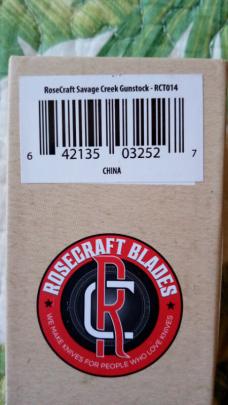 RoseCraft Savage Creek Gunstock - RCT014
6 42135 03252 7
CHINA
ROSECRAFT BLADES
RC
WE MAKE KNIVES FOR PEOPLE WHO LOVE KNIVES